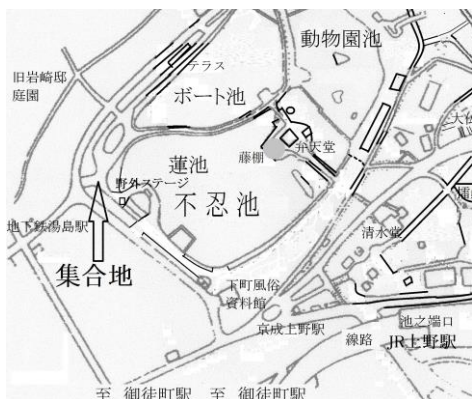 動物園池
旧岩崎邸
庭園
テラス
ボート池
弁天堂
藤棚
蓮池
野外ステージ
不忍池
地下鉄湯島駅
清水堂
集合地
下町風俗
資料館
池之端口
京成上野駅
線路
JR上野駅
至 御徒町駅
至 御徒町駅